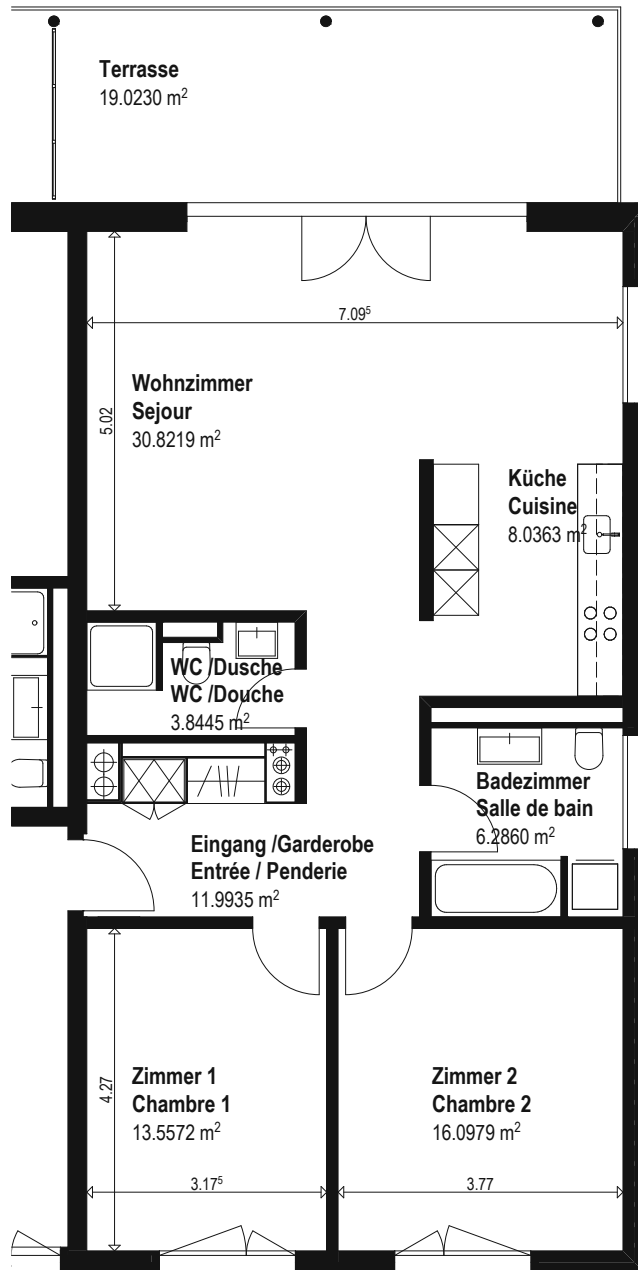 Terrasse
19.0230 m²
7.09⁵
5.02
Wohnzimmer
Sejour
30.8219 m²
Küche
Cuisine
8.0363 m²
WC /Dusche
WC /Douche
3.8445 m²
Badezimmer
Salle de bain
6.2860 m²
Eingang /Garderobe
Entrée / Penderie
11.9935 m²
4.27
Zimmer 1
Chambre 1
13.5572 m²
Zimmer 2
Chambre 2
16.0979 m²
3.17⁵
3.77